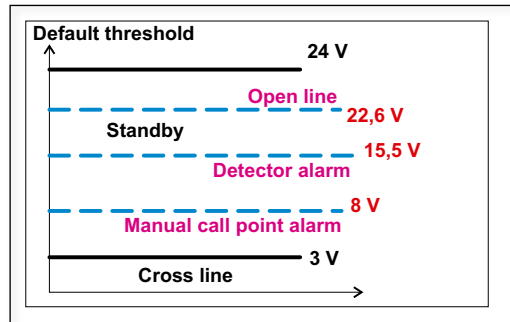 Default threshold
24 V
Open line
22,6 V
Standby
15,5 V
Detector alarm
8 V
Manual call point alarm
3 V
Cross line